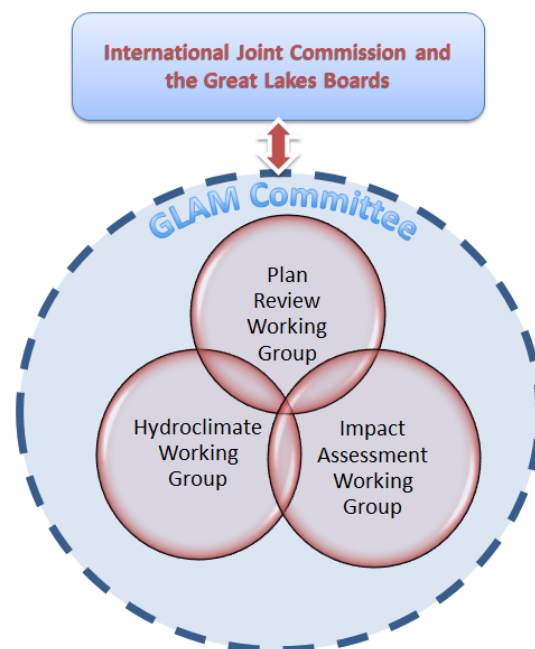 International Joint Commission and
the Great Lakes Boards
GLAM Committee
Plan
Review
Working
Group
Hydroclimate
Working
Group
Impact
Assessment
Working
Group